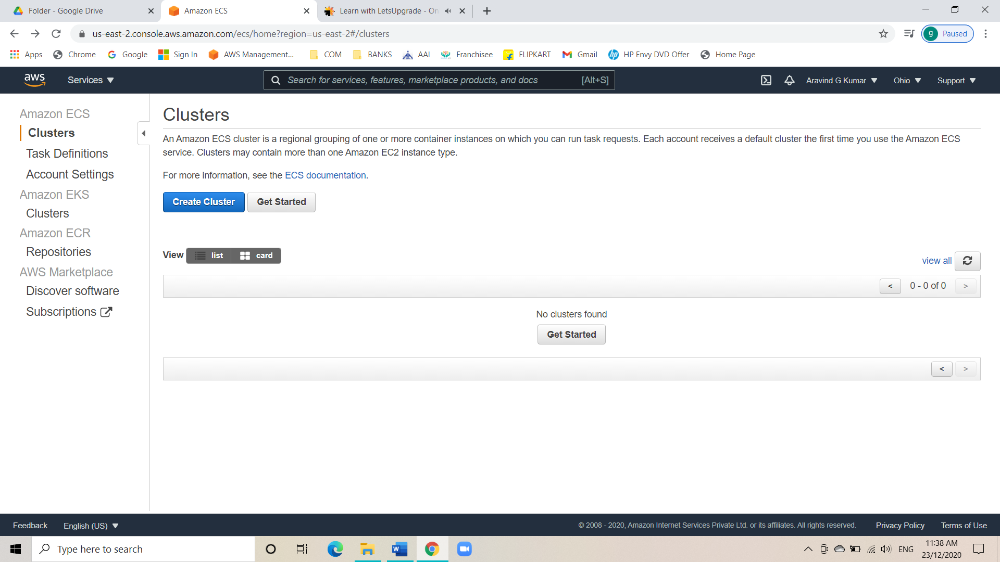 Folder - Google Drive
Amazon ECS
Learn with LetsUpgrade - On
us-east-2.console.aws.amazon.com/ecs/home?region=us-east-2#/clusters
g Paused
Apps Chrome Google Sign In AWS Management... COM BANKS AAI Franchisee FLIPKART Gmail HP Envy DVD Offer Home Page
aws Services Search for services, features, marketplace products, and docs [Alt+S] Aravind G Kumar Ohio Support
Amazon ECS
Clusters
Task Definitions
Account Settings
Amazon EKS
Clusters
Amazon ECR
Repositories
AWS Marketplace
Discover software
Subscriptions
Clusters
An Amazon ECS cluster is a regional grouping of one or more container instances on which you can run task requests. Each account receives a default cluster the first time you use the Amazon ECS
service. Clusters may contain more than one Amazon EC2 instance type.
For more information, see the ECS documentation.
Create Cluster Get Started
View list card
view all
< 0 - 0 of 0 >
No clusters found
Get Started
< >
Feedback English (US) © 2008 - 2020, Amazon Internet Services Private Ltd. or its affiliates. All rights reserved. Privacy Policy Terms of Use
Type here to search
W
ENG
11:38 AM
23/12/2020